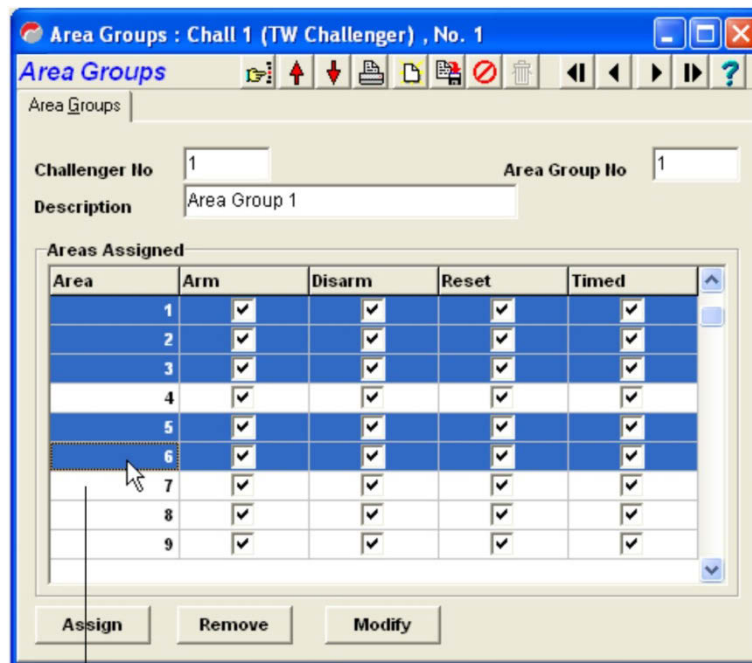 Area Groups : Chall 1 (TW Challenger) , No. 1
Area Groups
Area Groups
Challenger No 1 Area Group No 1
Description Area Group 1
Areas Assigned
Area Arm Disarm Reset Timed
1
2
3
4
5
6
7
8
9
Assign Remove Modify